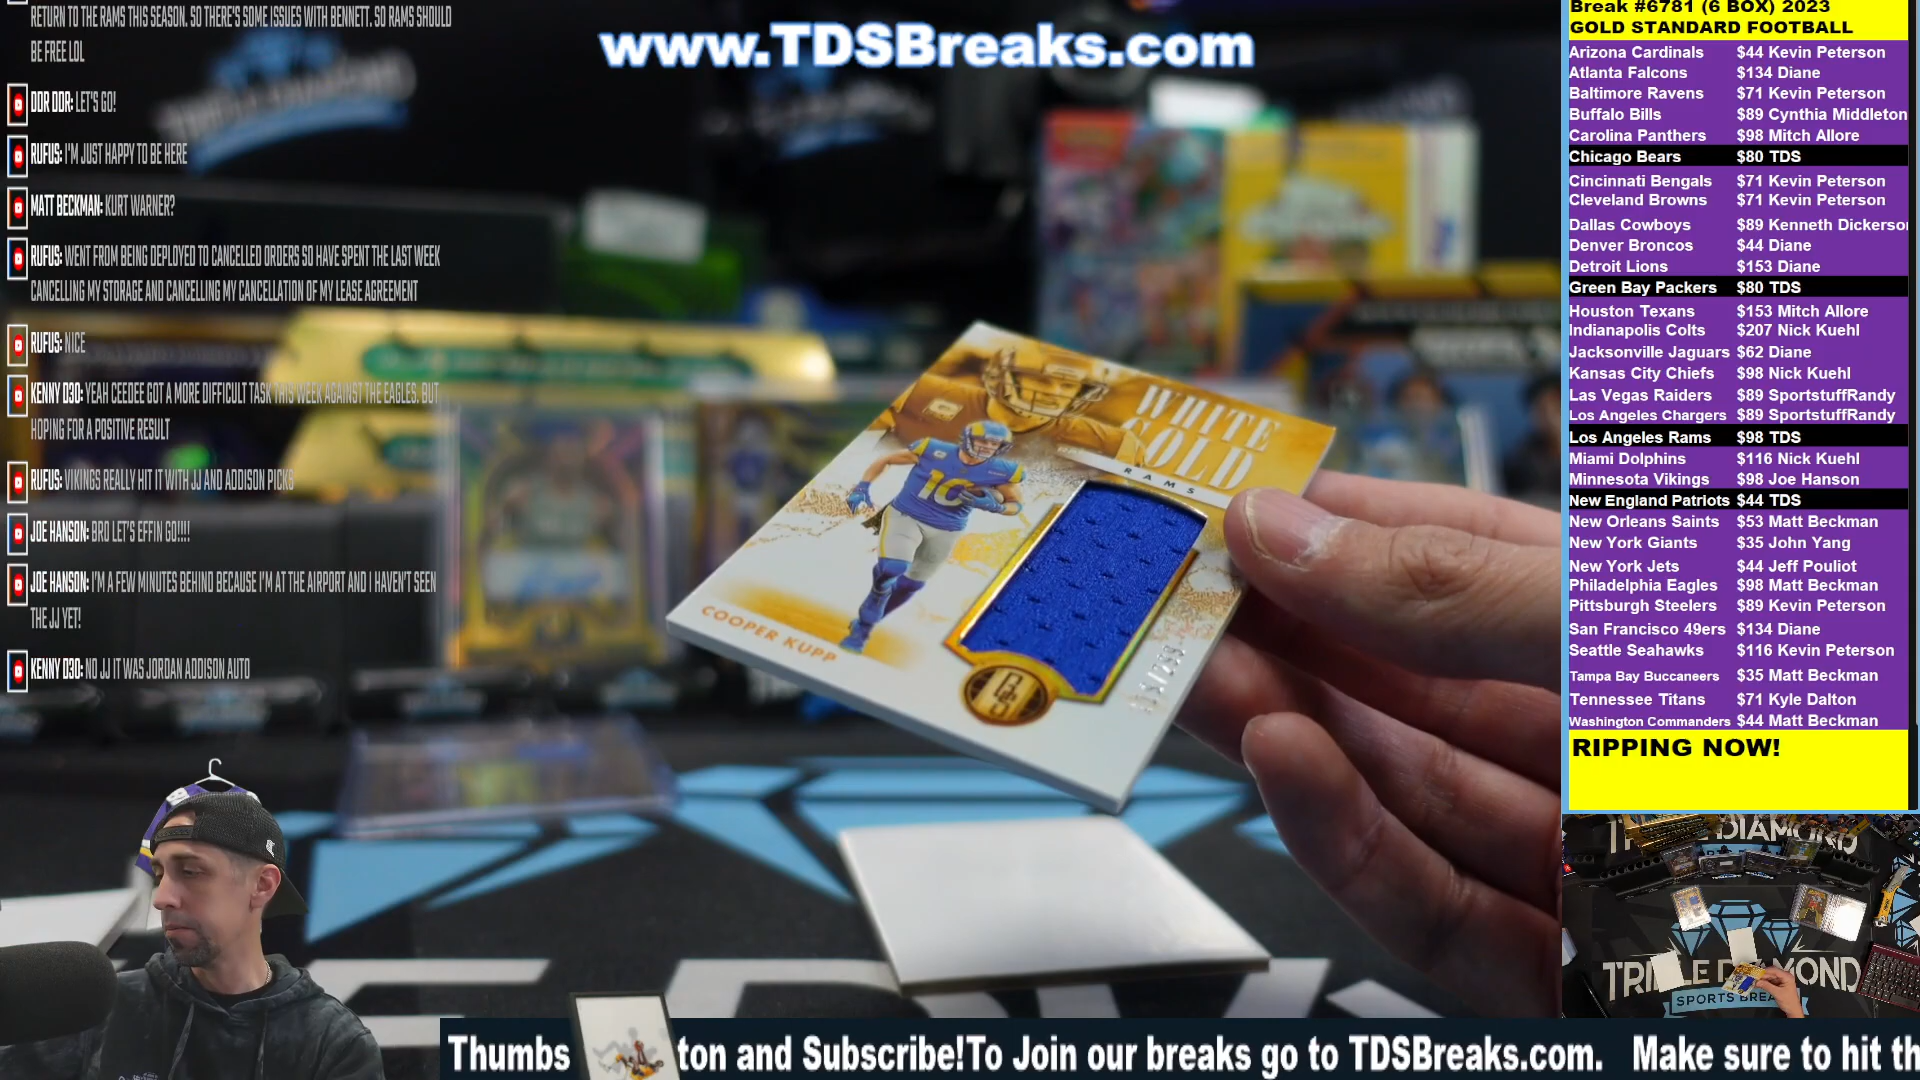 RETURN TO THE RAMS THIS SEASON. SO THERE'S SOME ISSUES WITH BENNETT. SO RAMS SHOULD
BE FREE LOL
DDR DDR: LET'S GO!
RUFUS: I'M JUST HAPPY TO BE HERE
MATT BECKMAN: KURT WARNER?
RUFUS: WENT FROM BEING DEPLOYED TO CANCELLED ORDERS SO HAVE SPENT THE LAST WEEK
CANCELLING MY STORAGE AND CANCELLING MY CANCELLATION OF MY LEASE AGREEMENT
RUFUS: NICE
KENNY D30: YEAH CEEDEE GOT A MORE DIFFICULT TASK THIS WEEK AGAINST THE EAGLES, BUT
HOPING FOR A POSITIVE RESULT
RUFUS: VIKINGS REALLY HIT IT WITH JJ AND ADDISON PICKS
JOE HANSON: BRO LET'S EFFIN GO!!!!
JOE HANSON: I'M A FEW MINUTES BEHIND BECAUSE I'M AT THE AIRPORT AND I HAVEN'T SEEN
THE JJ YET!
KENNY D30: NO JJ IT WAS JORDAN ADDISON AUTO
www.TDSBreaks.com
WHITE
GOLD
RAMS
10
COOPER KUPP
Break #6781 (6 BOX) 2023
GOLD STANDARD FOOTBALL
Arizona Cardinals $44 Kevin Peterson
Atlanta Falcons $134 Diane
Baltimore Ravens $71 Kevin Peterson
Buffalo Bills $89 Cynthia Middleton
Carolina Panthers $98 Mitch Allore
Chicago Bears $80 TDS
Cincinnati Bengals $71 Kevin Peterson
Cleveland Browns $71 Kevin Peterson
Dallas Cowboys $89 Kenneth Dickerso
Denver Broncos $44 Diane
Detroit Lions $153 Diane
Green Bay Packers $80 TDS
Houston Texans $153 Mitch Allore
Indianapolis Colts $207 Nick Kuehl
Jacksonville Jaguars $62 Diane
Kansas City Chiefs $98 Nick Kuehl
Las Vegas Raiders $89 SportstuffRandy
Los Angeles Chargers $89 SportstuffRandy
Los Angeles Rams $98 TDS
Miami Dolphins $116 Nick Kuehl
Minnesota Vikings $98 Joe Hanson
New England Patriots $44 TDS
New Orleans Saints $53 Matt Beckman
New York Giants $35 John Yang
New York Jets $44 Jeff Pouliot
Philadelphia Eagles $98 Matt Beckman
Pittsburgh Steelers $89 Kevin Peterson
San Francisco 49ers $134 Diane
Seattle Seahawks $116 Kevin Peterson
Tampa Bay Buccaneers $35 Matt Beckman
Tennessee Titans $71 Kyle Dalton
Washington Commanders $44 Matt Beckman
RIPPING NOW!
DIAMOND
TRIPLE DIAMOND
SPORTS BREA
Thumbs ton and Subscribe!To Join our breaks go to TDSBreaks.com. Make sure to hit th